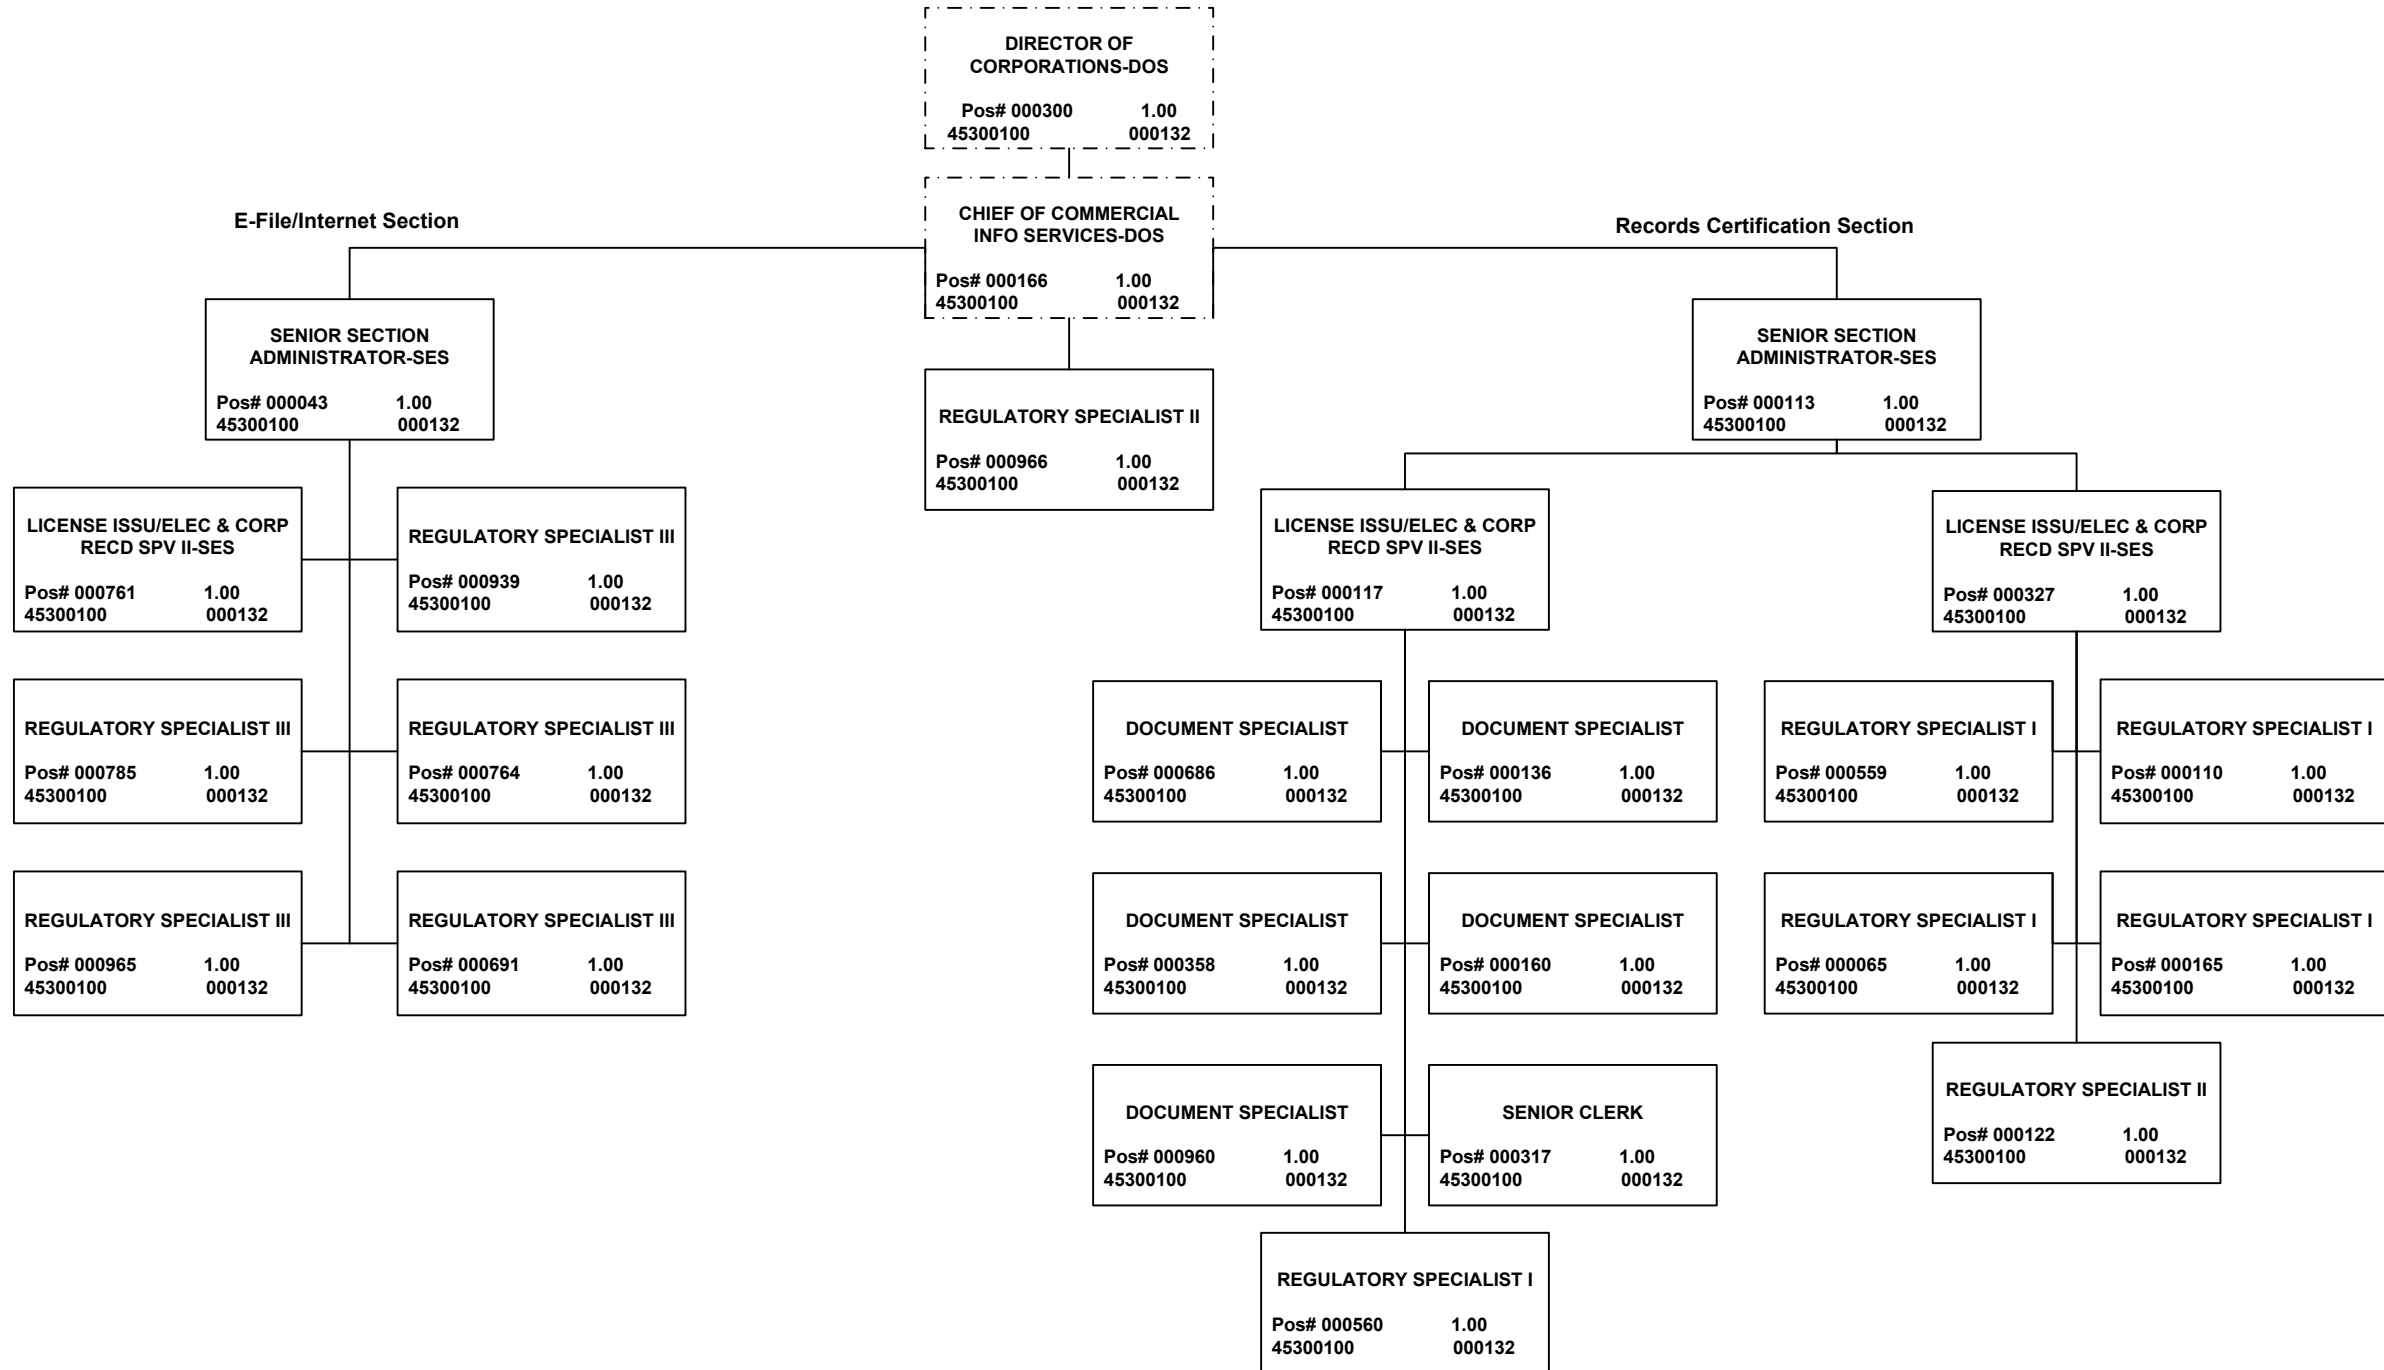 DIRECTOR OF
CORPORATIONS-DOS
Pos# 000300 1.00
45300100 000132
E-File/Internet Section
CHIEF OF COMMERCIAL
INFO SERVICES-DOS
Pos# 000166 1.00
45300100 000132
Records Certification Section
SENIOR SECTION
ADMINISTRATOR-SES
Pos# 000043 1.00
45300100 000132
REGULATORY SPECIALIST II
Pos# 000966 1.00
45300100 000132
SENIOR SECTION
ADMINISTRATOR-SES
Pos# 000113 1.00
45300100 000132
LICENSE ISSU/ELEC & CORP
RECD SPV II-SES
Pos# 000761 1.00
45300100 000132
REGULATORY SPECIALIST III
Pos# 000939 1.00
45300100 000132
LICENSE ISSU/ELEC & CORP
RECD SPV II-SES
Pos# 000117 1.00
45300100 000132
LICENSE ISSU/ELEC & CORP
RECD SPV II-SES
Pos# 000327 1.00
45300100 000132
REGULATORY SPECIALIST III
Pos# 000785 1.00
45300100 000132
REGULATORY SPECIALIST III
Pos# 000764 1.00
45300100 000132
DOCUMENT SPECIALIST
Pos# 000686 1.00
45300100 000132
DOCUMENT SPECIALIST
Pos# 000136 1.00
45300100 000132
REGULATORY SPECIALIST I
Pos# 000559 1.00
45300100 000132
REGULATORY SPECIALIST I
Pos# 000110 1.00
45300100 000132
REGULATORY SPECIALIST III
Pos# 000965 1.00
45300100 000132
REGULATORY SPECIALIST III
Pos# 000691 1.00
45300100 000132
DOCUMENT SPECIALIST
Pos# 000358 1.00
45300100 000132
DOCUMENT SPECIALIST
Pos# 000160 1.00
45300100 000132
REGULATORY SPECIALIST I
Pos# 000065 1.00
45300100 000132
REGULATORY SPECIALIST I
Pos# 000165 1.00
45300100 000132
DOCUMENT SPECIALIST
Pos# 000960 1.00
45300100 000132
SENIOR CLERK
Pos# 000317 1.00
45300100 000132
REGULATORY SPECIALIST II
Pos# 000122 1.00
45300100 000132
REGULATORY SPECIALIST I
Pos# 000560 1.00
45300100 000132